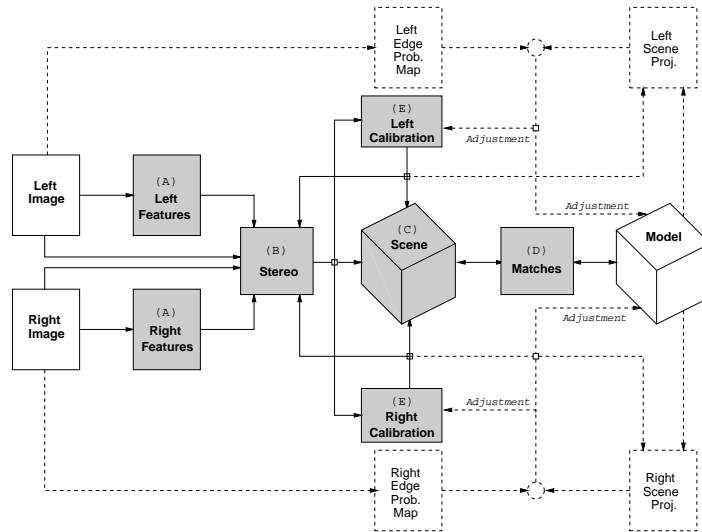 Left
Edge
Prob.
Map
Left
Scene
Proj.
(E)
Left
Calibration
Adjustment
Left
Image
(A)
Left
Features
Adjustment
(B)
Stereo
(C)
Scene
(D)
Matches
Model
Right
Image
(A)
Right
Features
Adjustment
(E)
Right
Calibration
Adjustment
Right
Edge
Prob.
Map
Right
Scene
Proj.